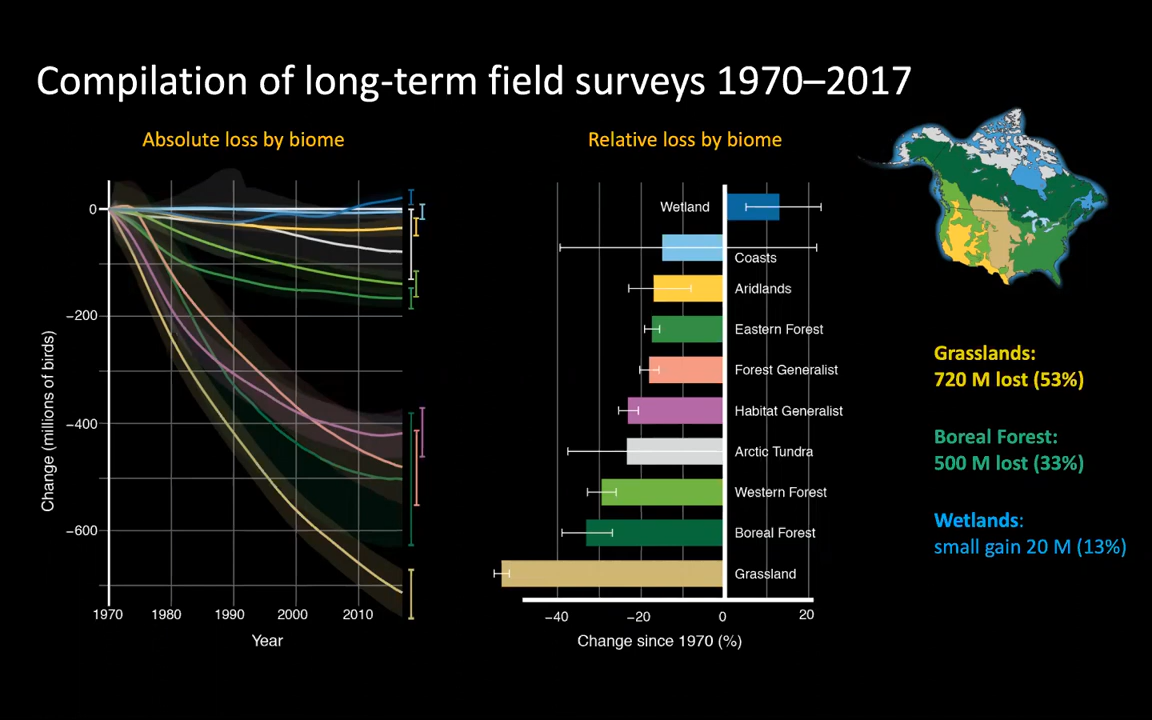 Compilation of long-term field surveys 1970–2017
Absolute loss by biome
Change (millions of birds)
0
−200
−400
−600
1970 1980 1990 2000 2010
Year
Relative loss by biome
Wetland
Coasts
Aridlands
Eastern Forest
Forest Generalist
Habitat Generalist
Arctic Tundra
Western Forest
Boreal Forest
Grassland
−40 −20 0 20
Change since 1970 (%)
Grasslands:
720 M lost (53%)
Boreal Forest:
500 M lost (33%)
Wetlands:
small gain 20 M (13%)